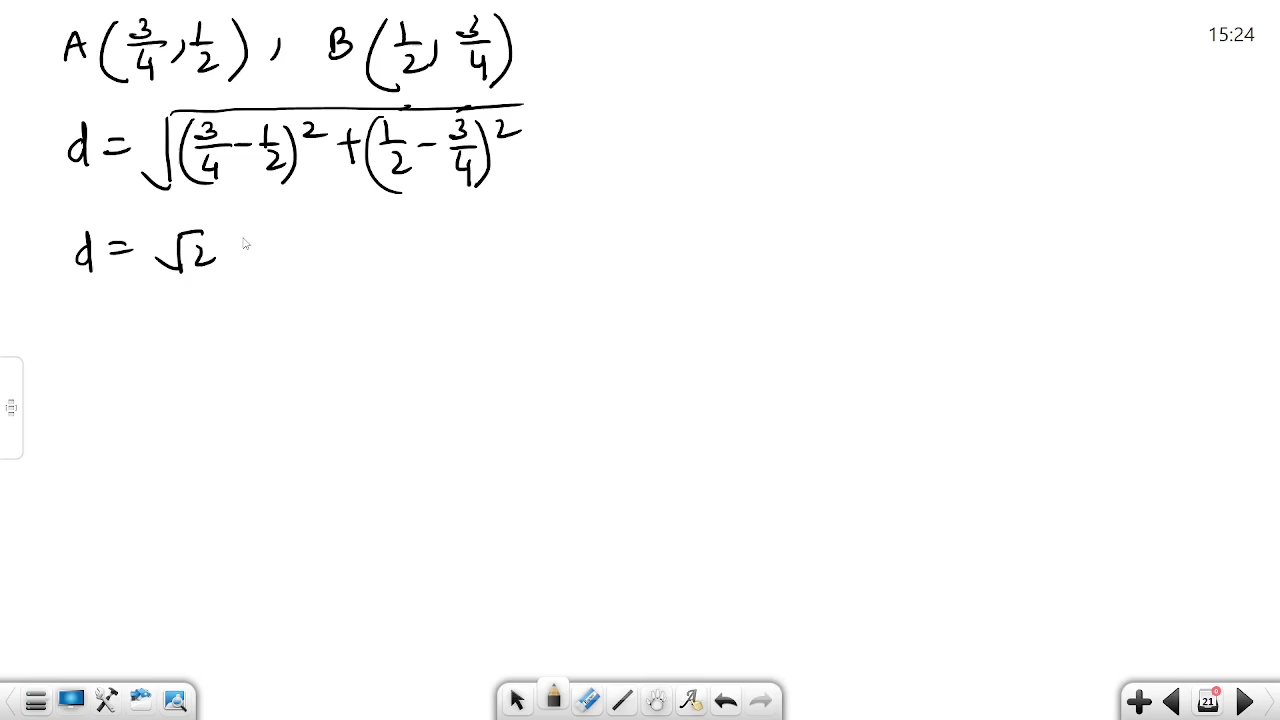 15:24
A(3/4, 1/2), B(1/2, 3/4)
d = √((3/4 - 1/2)² + (1/2 - 3/4)²)
d = √2
21
0